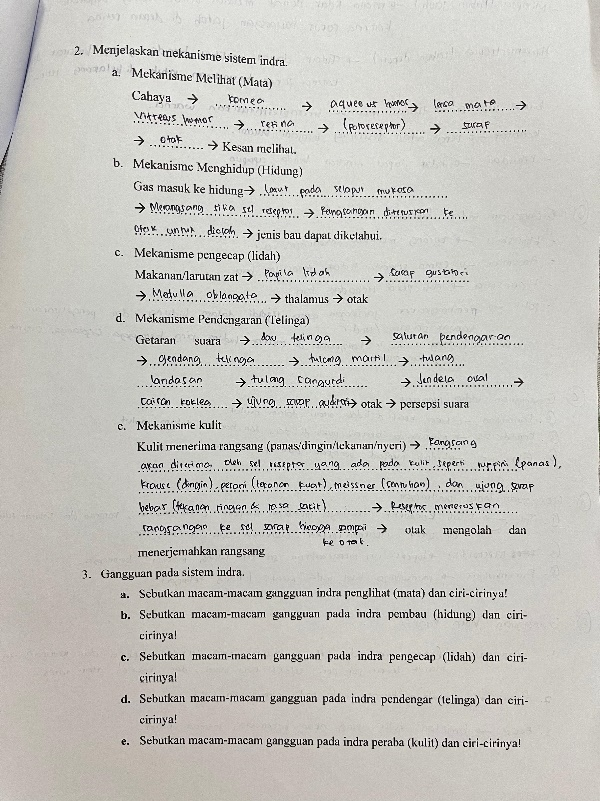 2. Menjelaskan mekanisme sistem indra.
a. Mekanisme Melihat (Mata)
Cahaya → kornea → aqueous humor → lensa mata →
Vitreus humor → retina → (fotoreseptor) → saraf
→ otak → Kesan melihat.
b. Mekanisme Menghidup (Hidung)
Gas masuk ke hidung→ larut pada selaput mukosa
→ Merangsang silia sel reseptor → Rangsangan diteruskan ke
Otak untuk diolah → jenis bau dapat diketahui.
c. Mekanisme pengecap (lidah)
Makanan/larutan zat → Papila lidah → saraf gustatori
→ Medulla oblongata → thalamus → otak
d. Mekanisme Pendengaran (Telinga)
Getaran suara → daun telinga → saluran pendengaran
→ gendang telinga → tulang martil → tulang
landasan → tulang sanggurdi → Jendela oval →
cairan koklea → ujung saraf auditori→ otak → persepsi suara
e. Mekanisme kulit
Kulit menerima rangsang (panas/dingin/tekanan/nyeri) → Rangsang
akan diterima oleh sel reseptor yang ada pada kulit, seperti ruffini (panas),
krause (dingin), pacini (tekanan kuat), meissner (sentuhan), dan ujung saraf
bebas (tekanan ringan & rasa sakit) → Reseptor meneruskan
rangsangan ke sel saraf hingga sampai → otak mengolah dan
ke otak.
menerjemahkan rangsang
3. Gangguan pada sistem indra.
a. Sebutkan macam-macam gangguan indra penglihat (mata) dan ciri-cirinya!
b. Sebutkan macam-macam gangguan pada indra pembau (hidung) dan ciri-
cirinya!
c. Sebutkan macam-macam gangguan pada indra pengecap (lidah) dan ciri-
cirinya!
d. Sebutkan macam-macam gangguan pada indra pendengar (telinga) dan ciri-
cirinya!
e. Sebutkan macam-macam gangguan pada indra peraba (kulit) dan ciri-cirinya!